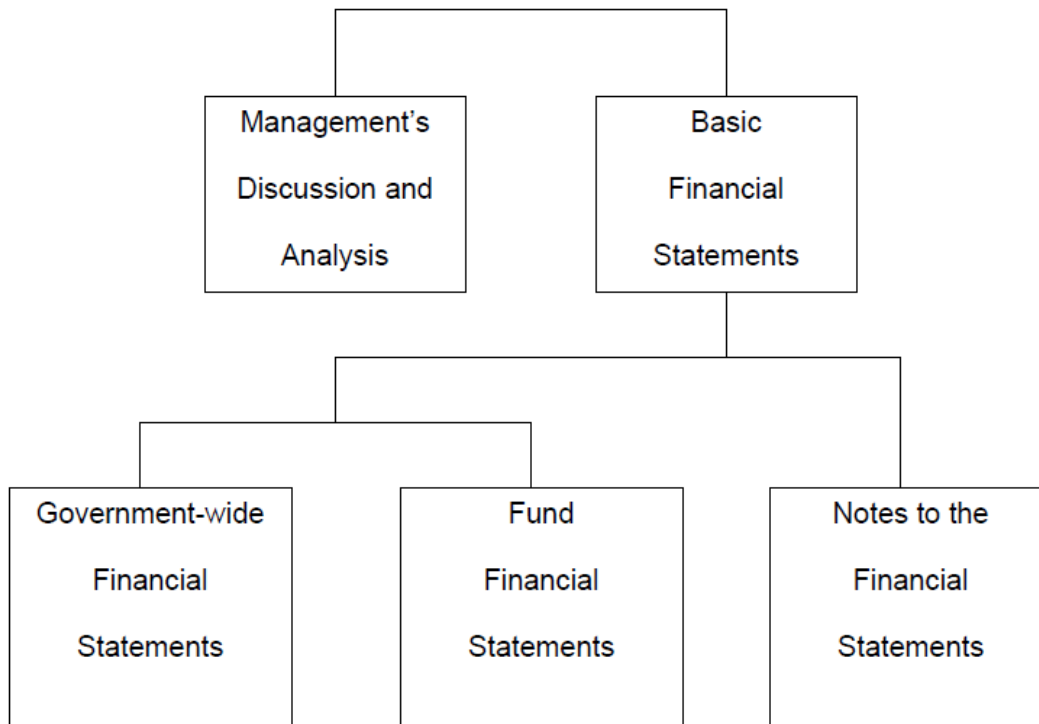 Management’s
Discussion and
Analysis
Basic
Financial
Statements
Government-wide
Financial
Statements
Fund
Financial
Statements
Notes to the
Financial
Statements